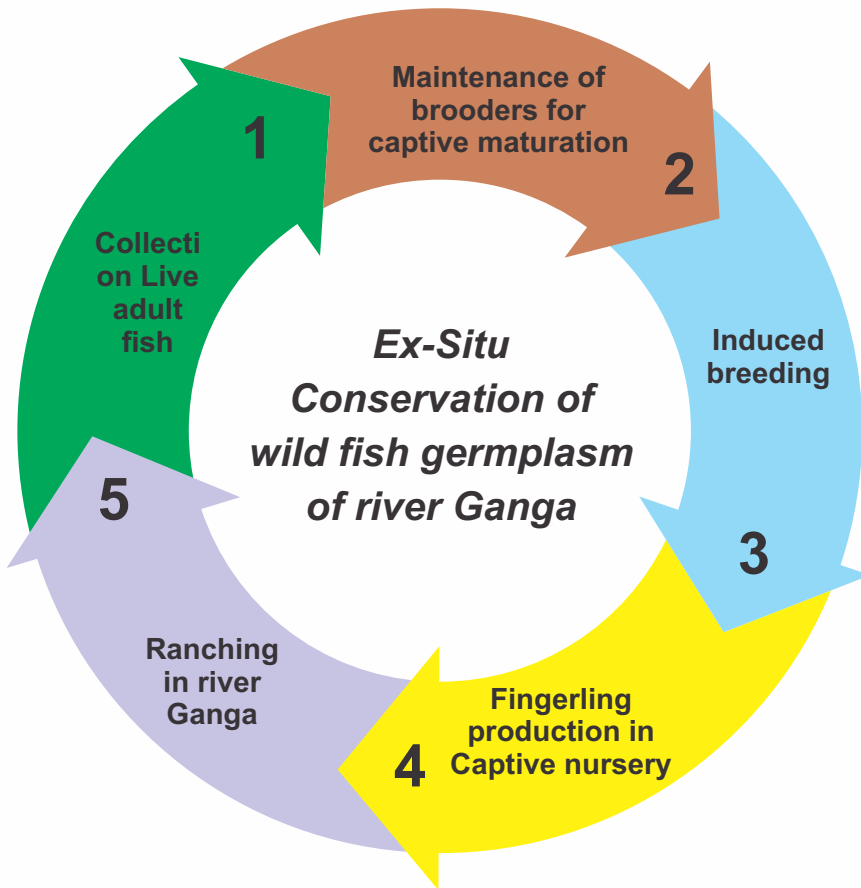 1
Collecti
on Live
adult
fish
Maintenance of
brooders for
captive maturation
2
Induced
breeding
3
Fingerling
production in
Captive nursery
4
Ranching
in river
Ganga
5
Ex-Situ
Conservation of
wild fish germplasm
of river Ganga